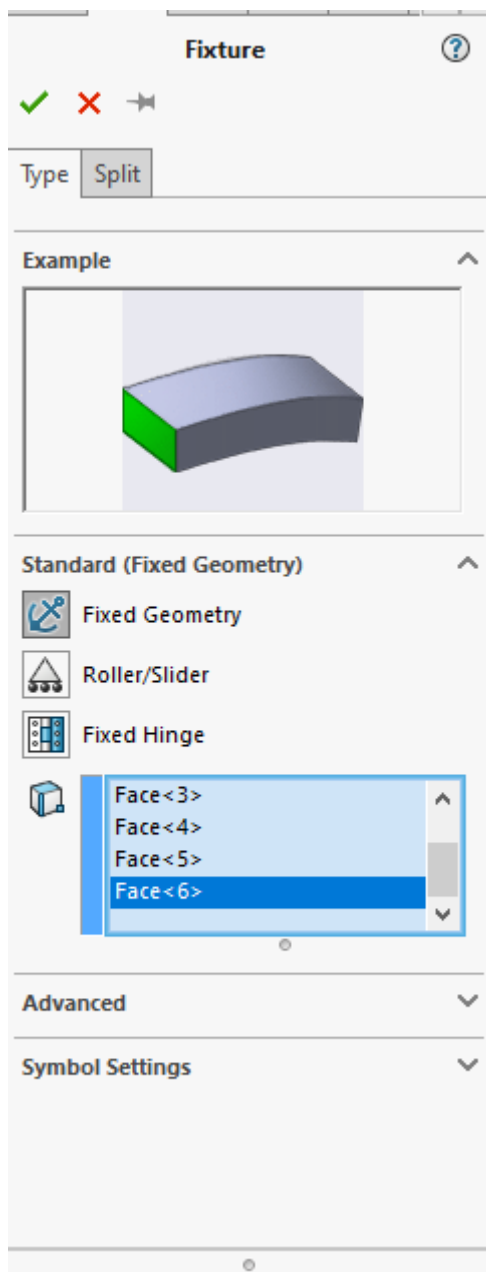 Fixture
Type Split
Example
Standard (Fixed Geometry)
Fixed Geometry
Roller/Slider
Fixed Hinge
Face<3>
Face<4>
Face<5>
Face<6>
Advanced
Symbol Settings